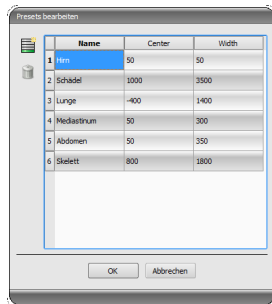 Presets bearbeiten
Name Center Width
1 Hirn 50 50
2 Schädel 1000 3500
3 Lunge -400 1400
4 Mediastinum 50 300
5 Abdomen 50 350
6 Skelett 800 1800
OK Abbrechen